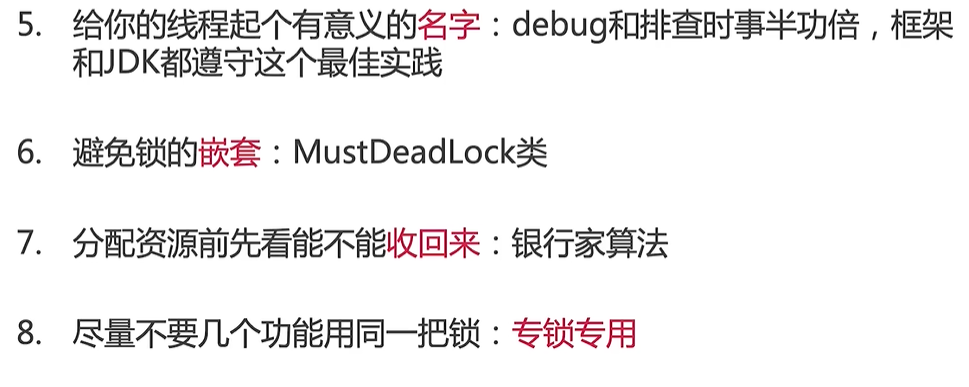 5. 给你的线程起个有意义的名字：debug和排查时事半功倍，框架
和JDK都遵守这个最佳实践
6. 避免锁的嵌套：MustDeadLock类
7. 分配资源前先看能不能收回来：银行家算法
8. 尽量不要几个功能用同一把锁：专锁专用